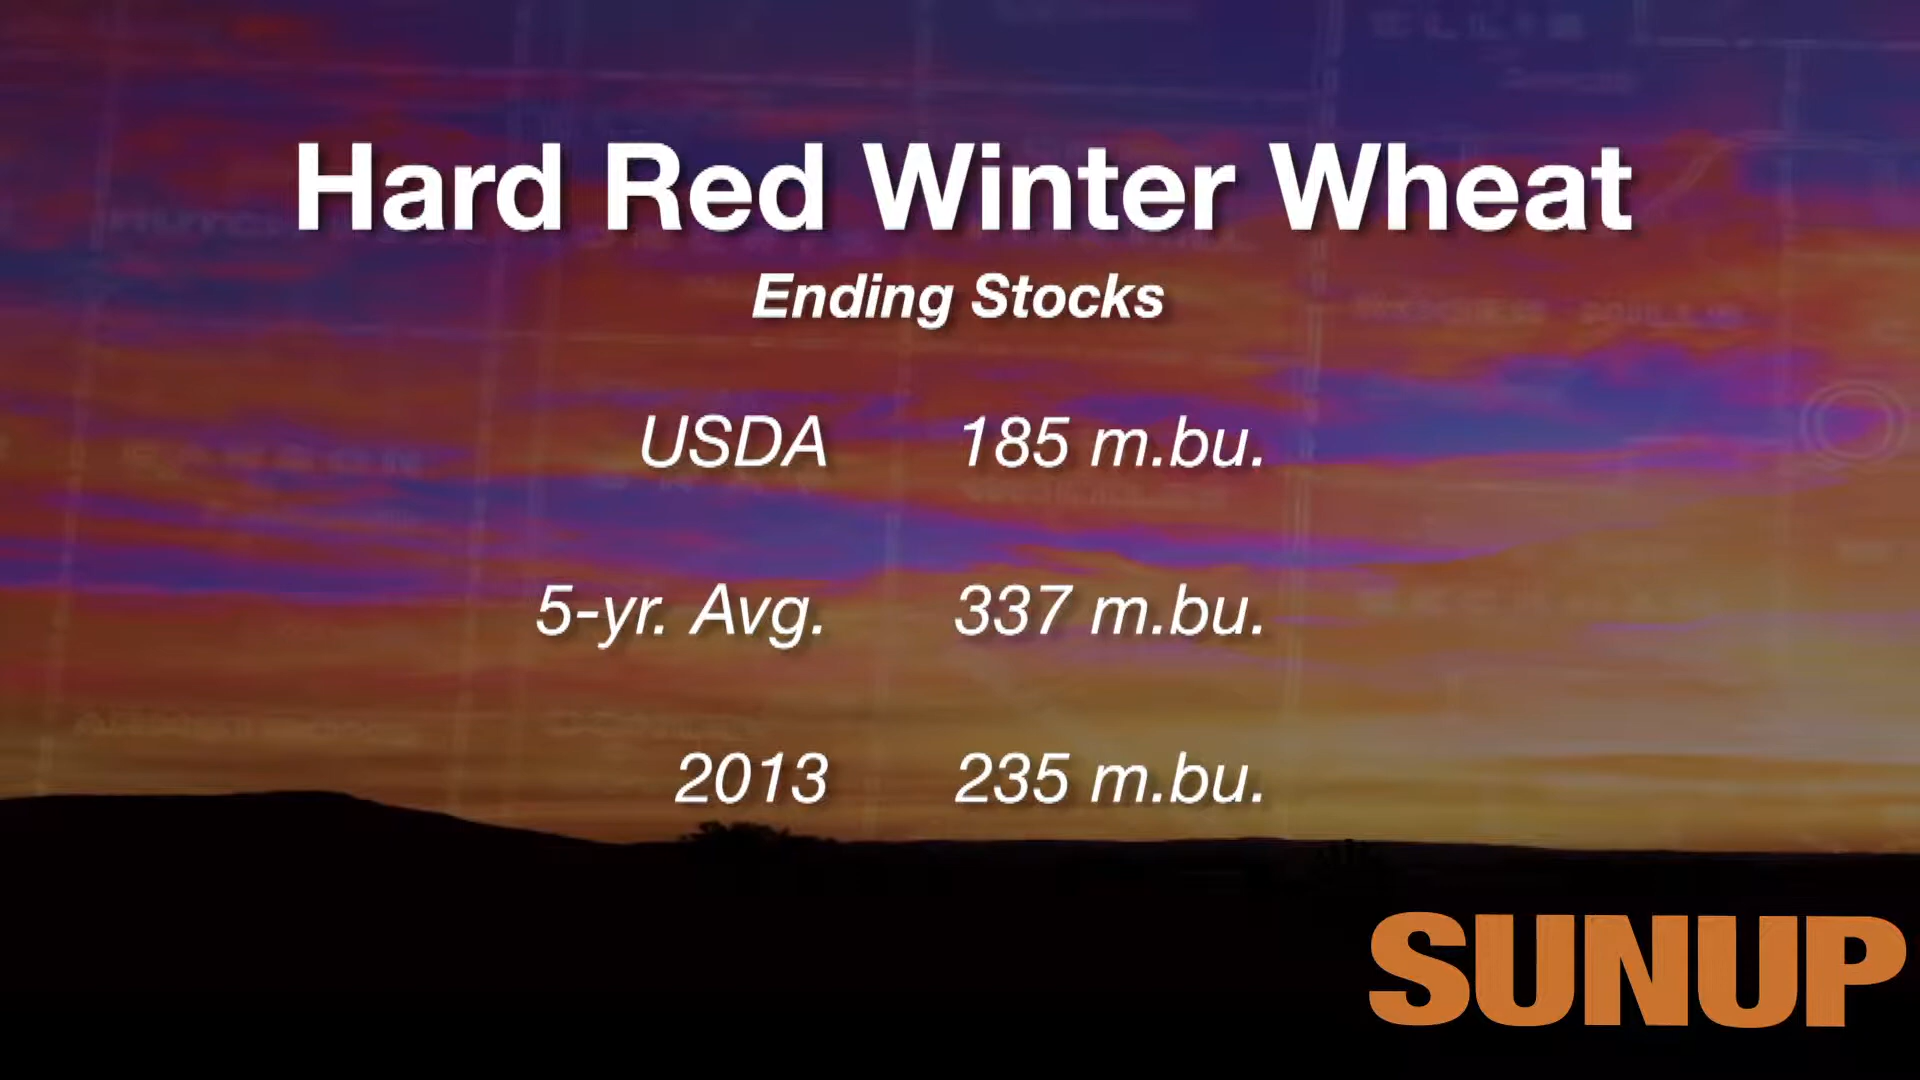 Hard Red Winter Wheat
Ending Stocks
USDA 185 m.bu.
5-yr. Avg. 337 m.bu.
2013 235 m.bu.
SUNUP